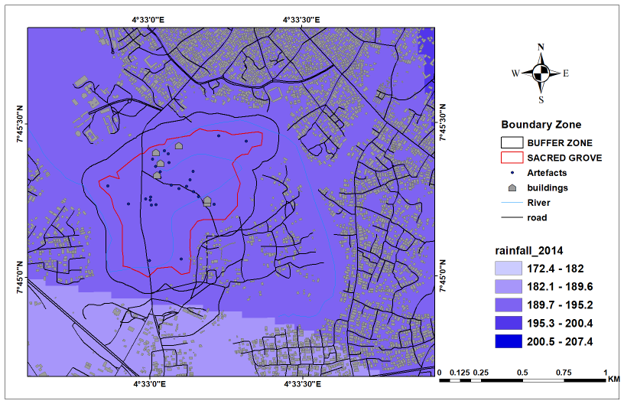 4°33'0"E
4°33'30"E
N
W
E
S
7°45'30"N
7°45'30"N
Boundary Zone
BUFFER ZONE
SACRED GROVE
Artefacts
buildings
River
road
rainfall_2014
172.4 - 182
182.1 - 189.6
189.7 - 195.2
195.3 - 200.4
200.5 - 207.4
7°45'0"N
7°45'0"N
4°33'0"E
4°33'30"E
0 0.125 0.25 0.5 0.75 1
KM